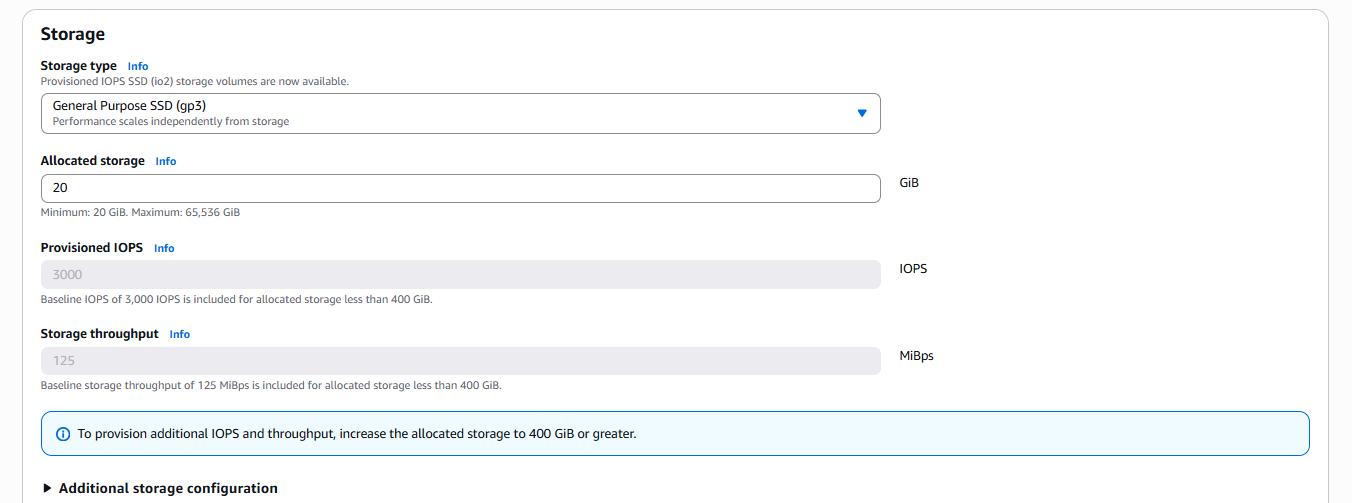 Storage
Storage type Info
Provisioned IOPS SSD (io2) storage volumes are now available.
General Purpose SSD (gp3)
Performance scales independently from storage
Allocated storage Info
20 GiB
Minimum: 20 GiB. Maximum: 65,536 GiB
Provisioned IOPS Info
3000 IOPS
Baseline IOPS of 3,000 IOPS is included for allocated storage less than 400 GiB.
Storage throughput Info
125 MiBps
Baseline storage throughput of 125 MiBps is included for allocated storage less than 400 GiB.
To provision additional IOPS and throughput, increase the allocated storage to 400 GiB or greater.
Additional storage configuration